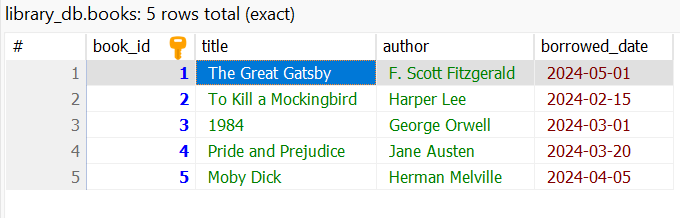 library_db.books: 5 rows total (exact)
# book_id title author borrowed_date
1 1 The Great Gatsby F. Scott Fitzgerald 2024-05-01
2 2 To Kill a Mockingbird Harper Lee 2024-02-15
3 3 1984 George Orwell 2024-03-01
4 4 Pride and Prejudice Jane Austen 2024-03-20
5 5 Moby Dick Herman Melville 2024-04-05